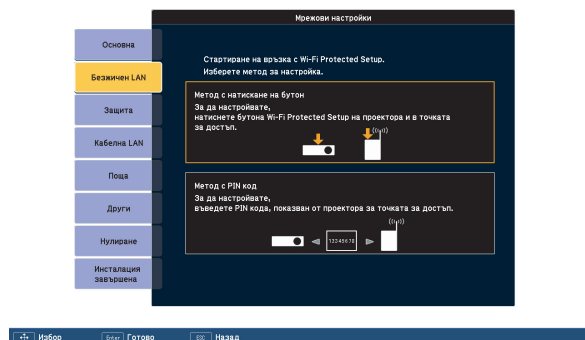 Мрежови настройки
Основна
Безжичен LAN
Защита
Кабелна LAN
Поща
Други
Нулиране
Инсталация
завършена
Стартиране на връзка с Wi-Fi Protected Setup.
Изберете метод за настройка.
Метод с натискане на бутон
За да настройвате,
натиснете бутона Wi-Fi Protected Setup на проектора и в точката
за достъп.
Метод с PIN код
За да настройвате,
въведете PIN кода, показван от проектора за точката за достъп.
12345678
Избор
Enter Готово
ESC Назад